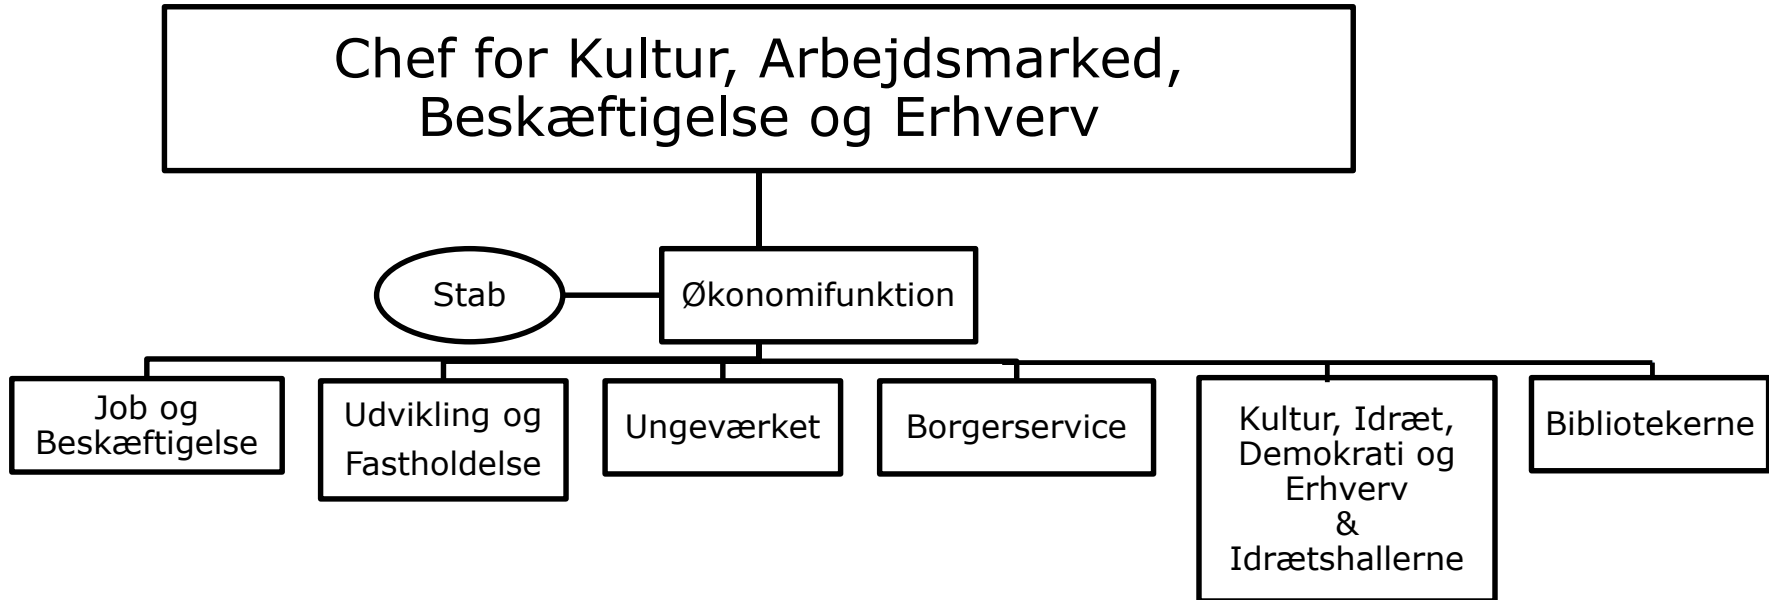 Chef for Kultur, Arbejdsmarked,
Beskæftigelse og Erhverv
Stab
Økonomifunktion
Job og
Beskæftigelse
Udvikling og
Fastholdelse
Ungeværket
Borgerservice
Kultur, Idræt,
Demokrati og
Erhverv
&
Idrætshallerne
Bibliotekerne